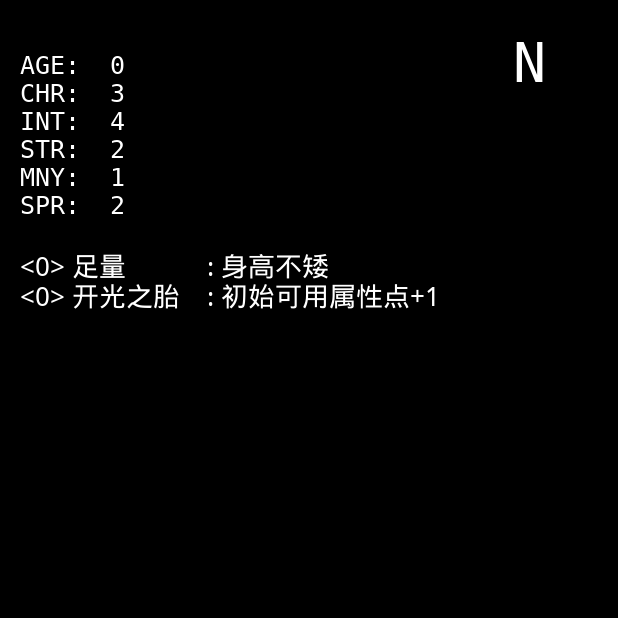 N
AGE: 0
CHR: 3
INT: 4
STR: 2
MNY: 1
SPR: 2
<O> 足量 : 身高不矮
<O> 开光之胎 : 初始可用属性点+1